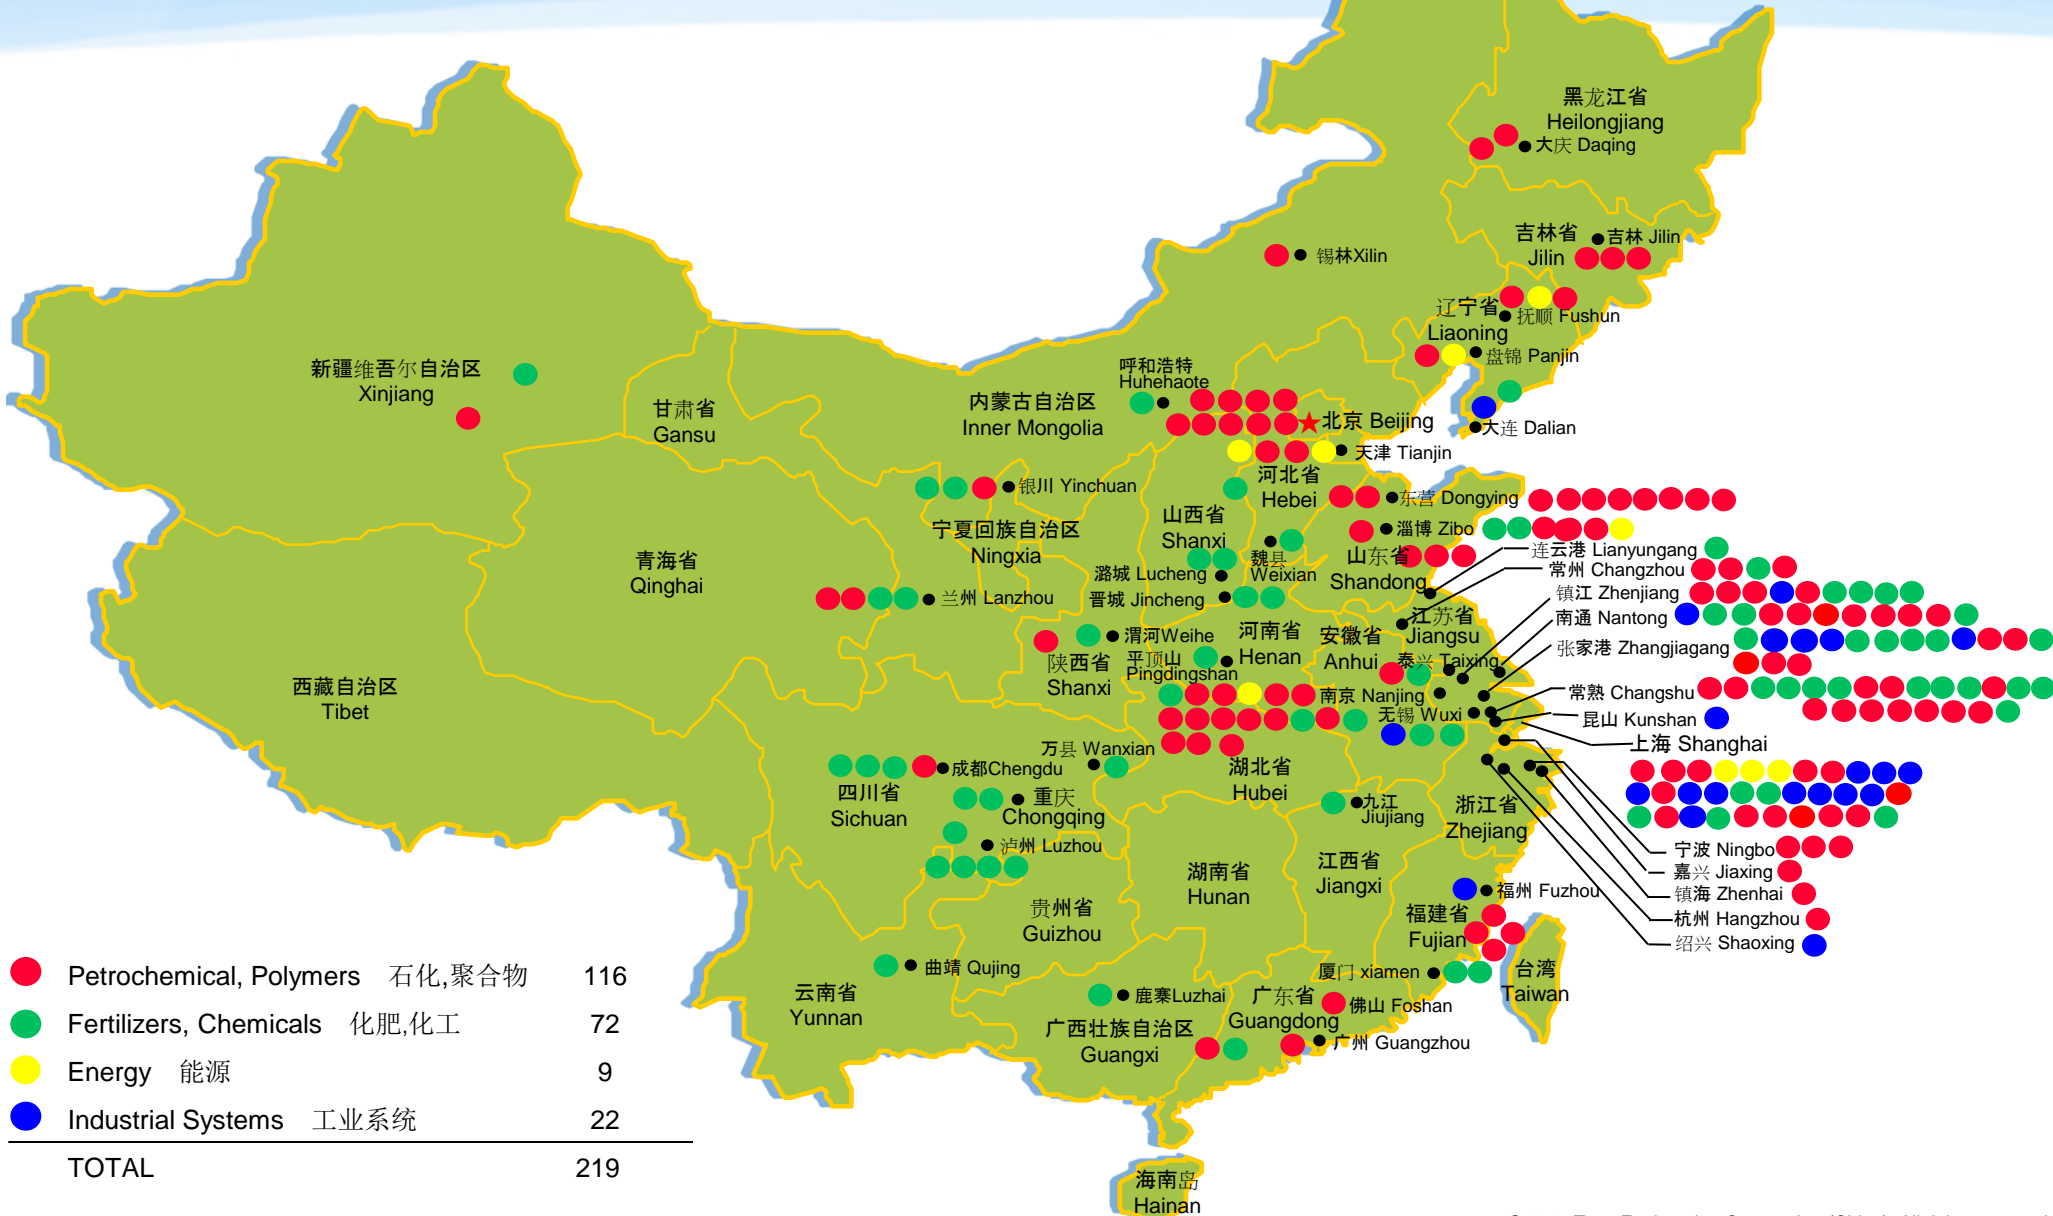 黑龙江省
Heilongjiang
大庆 Daqing
吉林省
Jilin
吉林 Jilin
锡林Xilin
辽宁省
Liaoning
抚顺 Fushun
盘锦 Panjin
大连 Dalian
新疆维吾尔自治区
Xinjiang
甘肃省
Gansu
内蒙古自治区
Inner Mongolia
呼和浩特
Huhehaote
北京 Beijing
天津 Tianjin
河北省
Hebei
银川 Yinchuan
宁夏回族自治区
Ningxia
山西省
Shanxi
东营 Dongying
淄博 Zibo
魏县
Weixian
山东省
Shandong
潞城 Lucheng
晋城 Jincheng
青海省
Qinghai
兰州 Lanzhou
连云港 Lianyungang
常州 Changzhou
镇江 Zhenjiang
南通 Nantong
张家港 Zhangjiagang
江苏省
Jiangsu
渭河Weihe
河南省
Henan
安徽省
Anhui
陕西省
Shanxi
平顶山
Pingdingshan
泰兴 Taixing
西藏自治区
Tibet
南京 Nanjing
无锡 Wuxi
常熟 Changshu
昆山 Kunshan
上海 Shanghai
万县 Wanxian
湖北省
Hubei
成都Chengdu
四川省
Sichuan
重庆
Chongqing
泸州 Luzhou
九江
Jiujiang
浙江省
Zhejiang
宁波 Ningbo
嘉兴 Jiaxing
镇海 Zhenhai
杭州 Hangzhou
绍兴 Shaoxing
湖南省
Hunan
江西省
Jiangxi
福州 Fuzhou
福建省
Fujian
贵州省
Guizhou
曲靖 Qujing
云南省
Yunnan
厦门 xiamen
台湾
Taiwan
鹿寨Luzhai
广东省
Guangdong
佛山 Foshan
广西壮族自治区
Guangxi
广州 Guangzhou
海南岛
Hainan
Petrochemical, Polymers 石化,聚合物 116
Fertilizers, Chemicals 化肥,化工 72
Energy 能源 9
Industrial Systems 工业系统 22
TOTAL 219